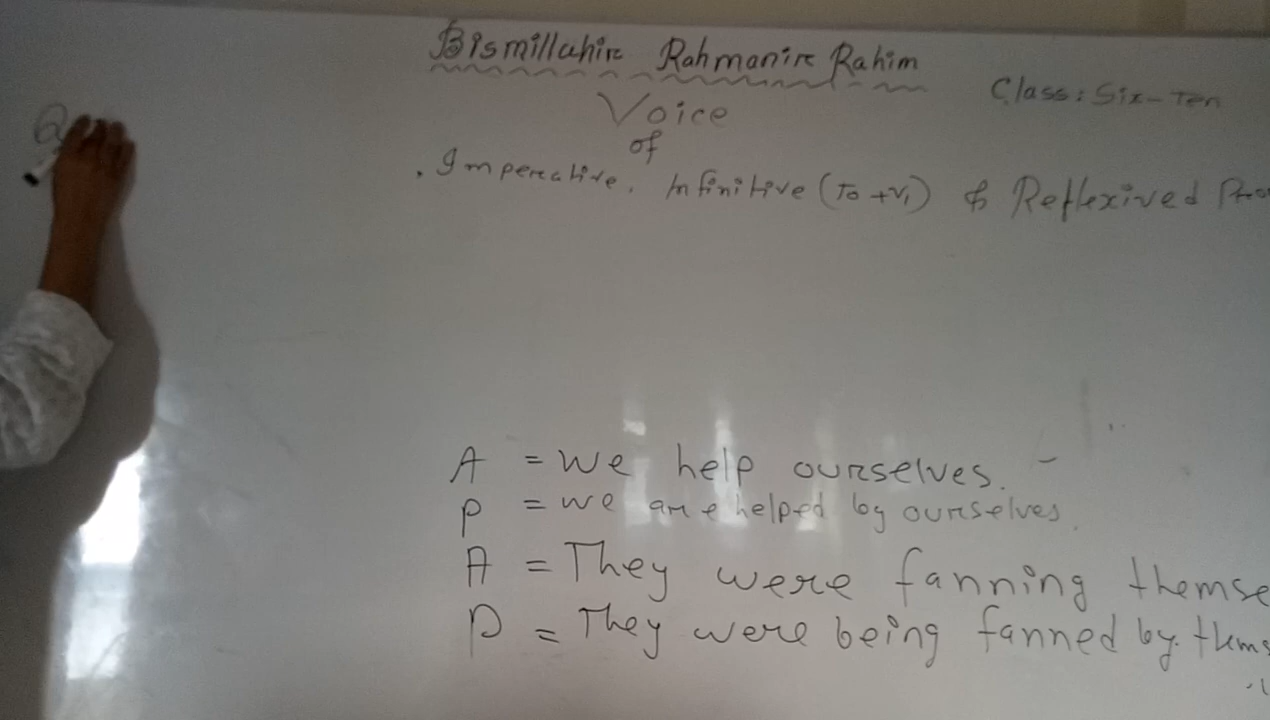 Bismillahir Rahmanir Rahim
Class: Six-Ten
Voice
of
. Imperative, Infinitive (To +V1) & Reflexived Pro
A = We help ourselves. -
P = We are helped by ourselves.
A = They were fanning themse
P = They were being fanned by thems